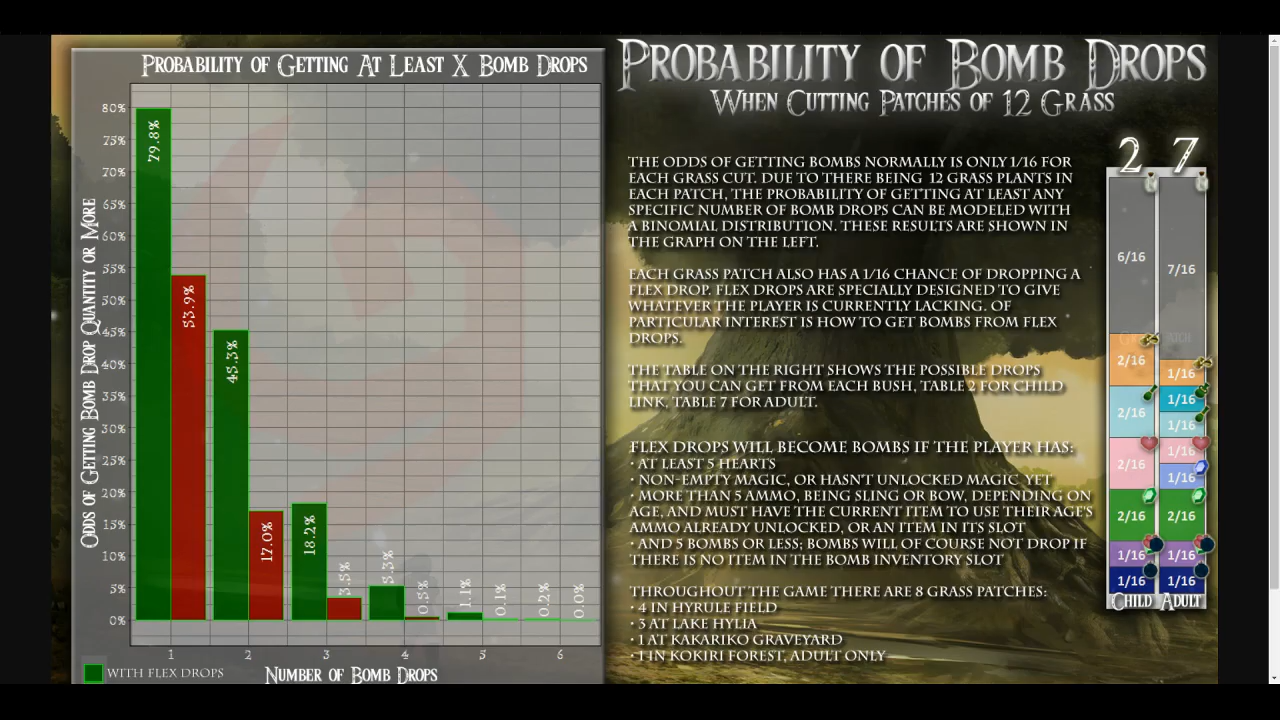 Probability of Getting At Least X Bomb Drops
Odds of Getting Bomb Drop Quantity or More
80%
75%
70%
65%
60%
55%
50%
45%
40%
35%
30%
25%
20%
15%
10%
5%
0%
79.8%
53.9%
45.3%
17.0%
18.2%
3.5%
5.3%
0.5%
1.1%
0.1%
0.2%
0.0%
1 2 3 4 5 6
With Flex Drops
Number of Bomb Drops
Probability of Bomb Drops
When Cutting Patches of 12 Grass
The odds of getting bombs normally is only 1/16 for
each grass cut. Due to there being 12 grass plants in
each patch, the probability of getting at least any
specific number of bomb drops can be modeled with
a binomial distribution. These results are shown in
the graph on the left.
Each grass patch also has a 1/16 chance of dropping a
flex drop. Flex drops are specially designed to give
whatever the player is currently lacking. Of
particular interest is how to get bombs from flex
drops.
The table on the right shows the possible drops
that you can get from each bush, table 2 for child
link, table 7 for adult.
Flex drops will become bombs if the player has:
• At least 5 hearts
• Non-empty magic, or hasn't unlocked magic yet
• More than 5 ammo, being sling or bow, depending on
age, and must have the current item to use their age's
ammo already unlocked, or an item in its slot
• And 5 bombs or less; bombs will of course not drop if
there is no item in the bomb inventory slot
Throughout the game there are 8 grass patches:
• 4 in Hyrule Field
• 3 at Lake Hylia
• 1 at Kakariko Graveyard
• 1 in Kokiri Forest, adult only
2 7
6/16
2/16
2/16
2/16
2/16
1/16
1/16
Child
7/16
1/16
1/16
1/16
1/16
1/16
2/16
1/16
1/16
Adult